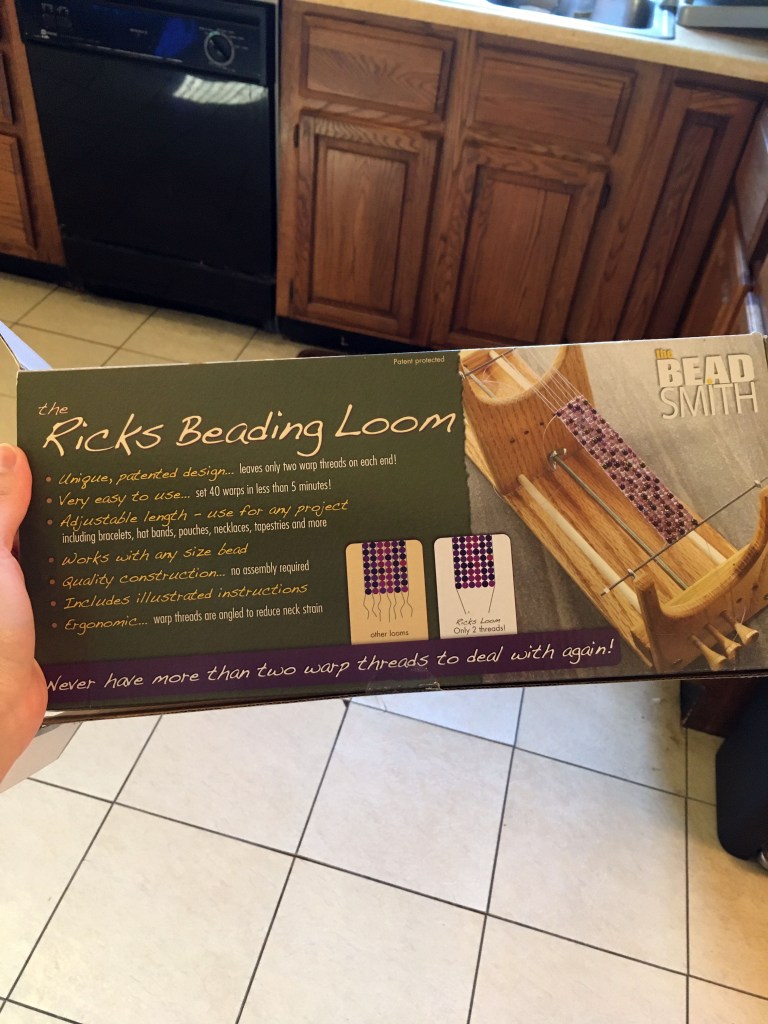 Patent protected
the
Ricks Beading Loom
• Unique, patented design... leaves only two warp threads on each end!
• Very easy to use... set 40 warps in less than 5 minutes!
• Adjustable length - use for any project
including bracelets, hat bands, pouches, necklaces, tapestries and more
• Works with any size bead
• Quality construction... no assembly required
• Includes illustrated instructions
• Ergonomic... warp threads are angled to reduce neck strain
other looms
Ricks Loom
Only 2 threads!
Never have more than two warp threads to deal with again!
the
BEAD
SMITH